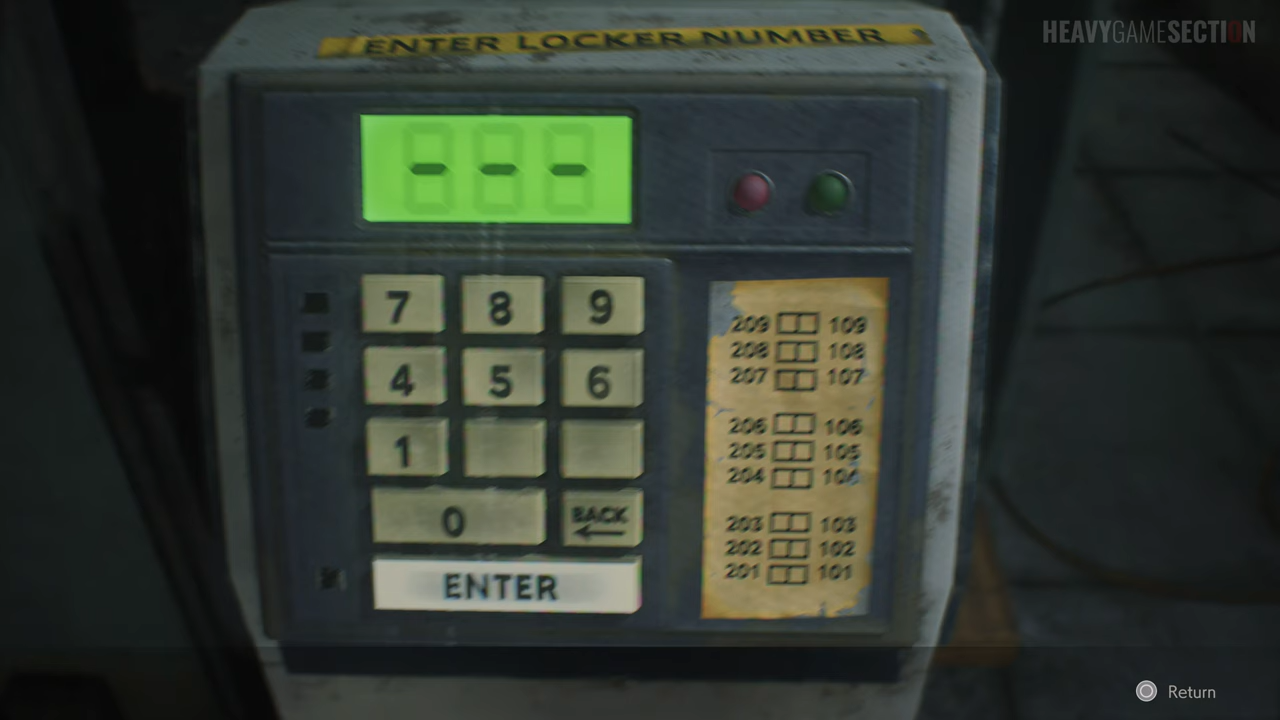 HEAVYGAMESECTION
ENTER LOCKER NUMBER
---
7 8 9
4 5 6
1
0 BACK
ENTER
209 109
208 108
207 107
206 106
205 105
204 104
203 103
202 102
201 101
Return